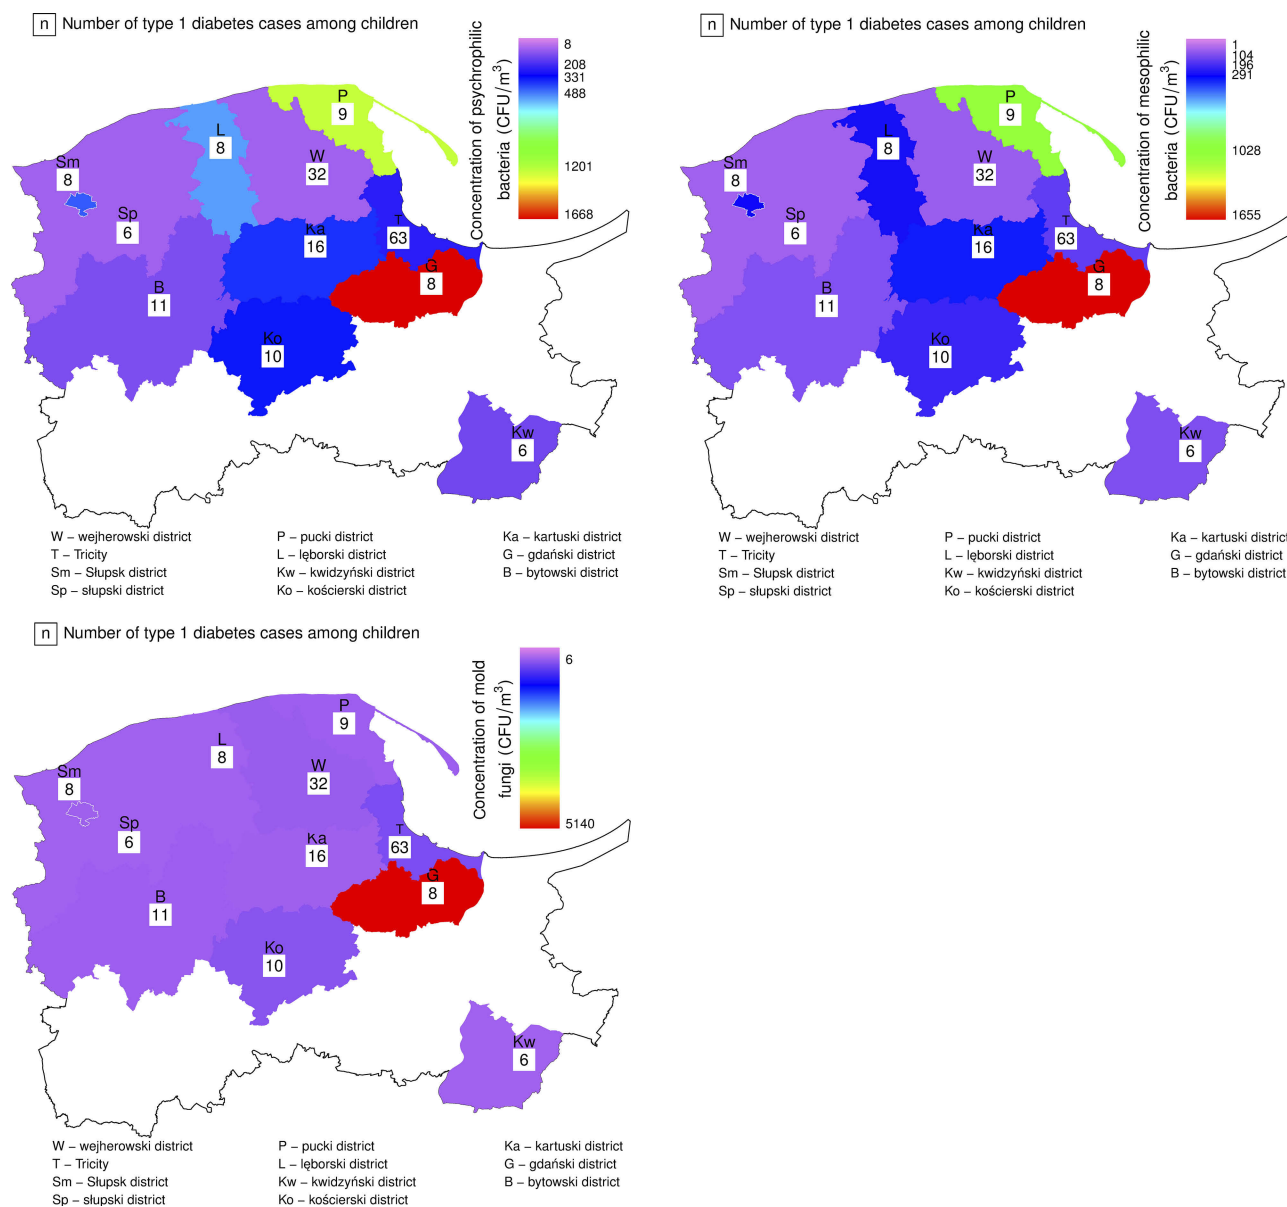 n Number of type 1 diabetes cases among children
Concentration of psychrophilic
bacteria (CFU/m³)
8
208
331
488
1201
1668
P
9
L
8
W
32
Sm
8
Sp
6
T
63
Ka
16
G
8
B
11
Ko
10
Kw
6
W – wejherowski district
T – Tricity
Sm – Słupsk district
Sp – słupski district
P – pucki district
L – lęborski district
Kw – kwidzyński district
Ko – kościerski district
Ka – kartuski district
G – gdański district
B – bytowski district
n Number of type 1 diabetes cases among children
Concentration of mesophilic
bacteria (CFU/m³)
1
104
196
291
1028
1655
P
9
L
8
W
32
Sm
8
Sp
6
T
63
Ka
16
G
8
B
11
Ko
10
Kw
6
W – wejherowski district
T – Tricity
Sm – Słupsk district
Sp – słupski district
P – pucki district
L – lęborski district
Kw – kwidzyński district
Ko – kościerski district
Ka – kartuski district
G – gdański district
B – bytowski district
n Number of type 1 diabetes cases among children
Concentration of mold
fungi (CFU/m³)
6
5140
P
9
L
8
W
32
Sm
8
Sp
6
T
63
Ka
16
G
8
B
11
Ko
10
Kw
6
W – wejherowski district
T – Tricity
Sm – Słupsk district
Sp – słupski district
P – pucki district
L – lęborski district
Kw – kwidzyński district
Ko – kościerski district
Ka – kartuski district
G – gdański district
B – bytowski district